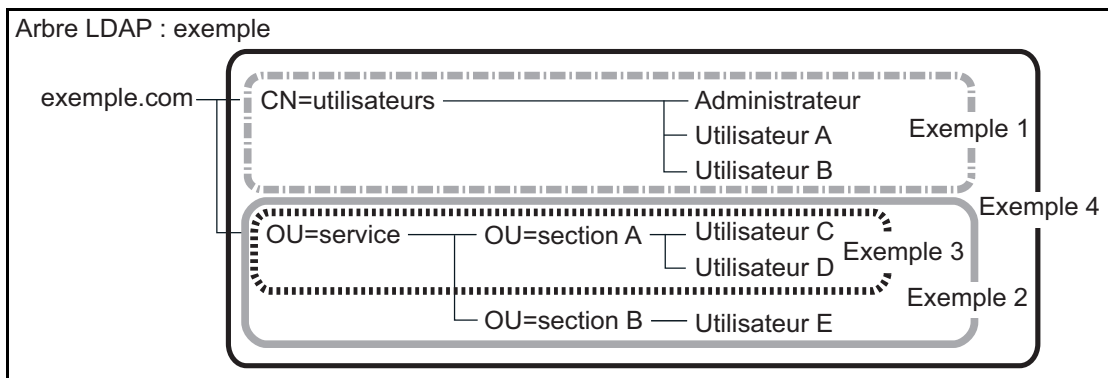 Arbre LDAP : exemple
exemple.com
CN=utilisateurs
Administrateur
Utilisateur A
Utilisateur B
Exemple 1
Exemple 4
OU=service
OU=section A
Utilisateur C
Utilisateur D
Exemple 3
Exemple 2
OU=section B
Utilisateur E